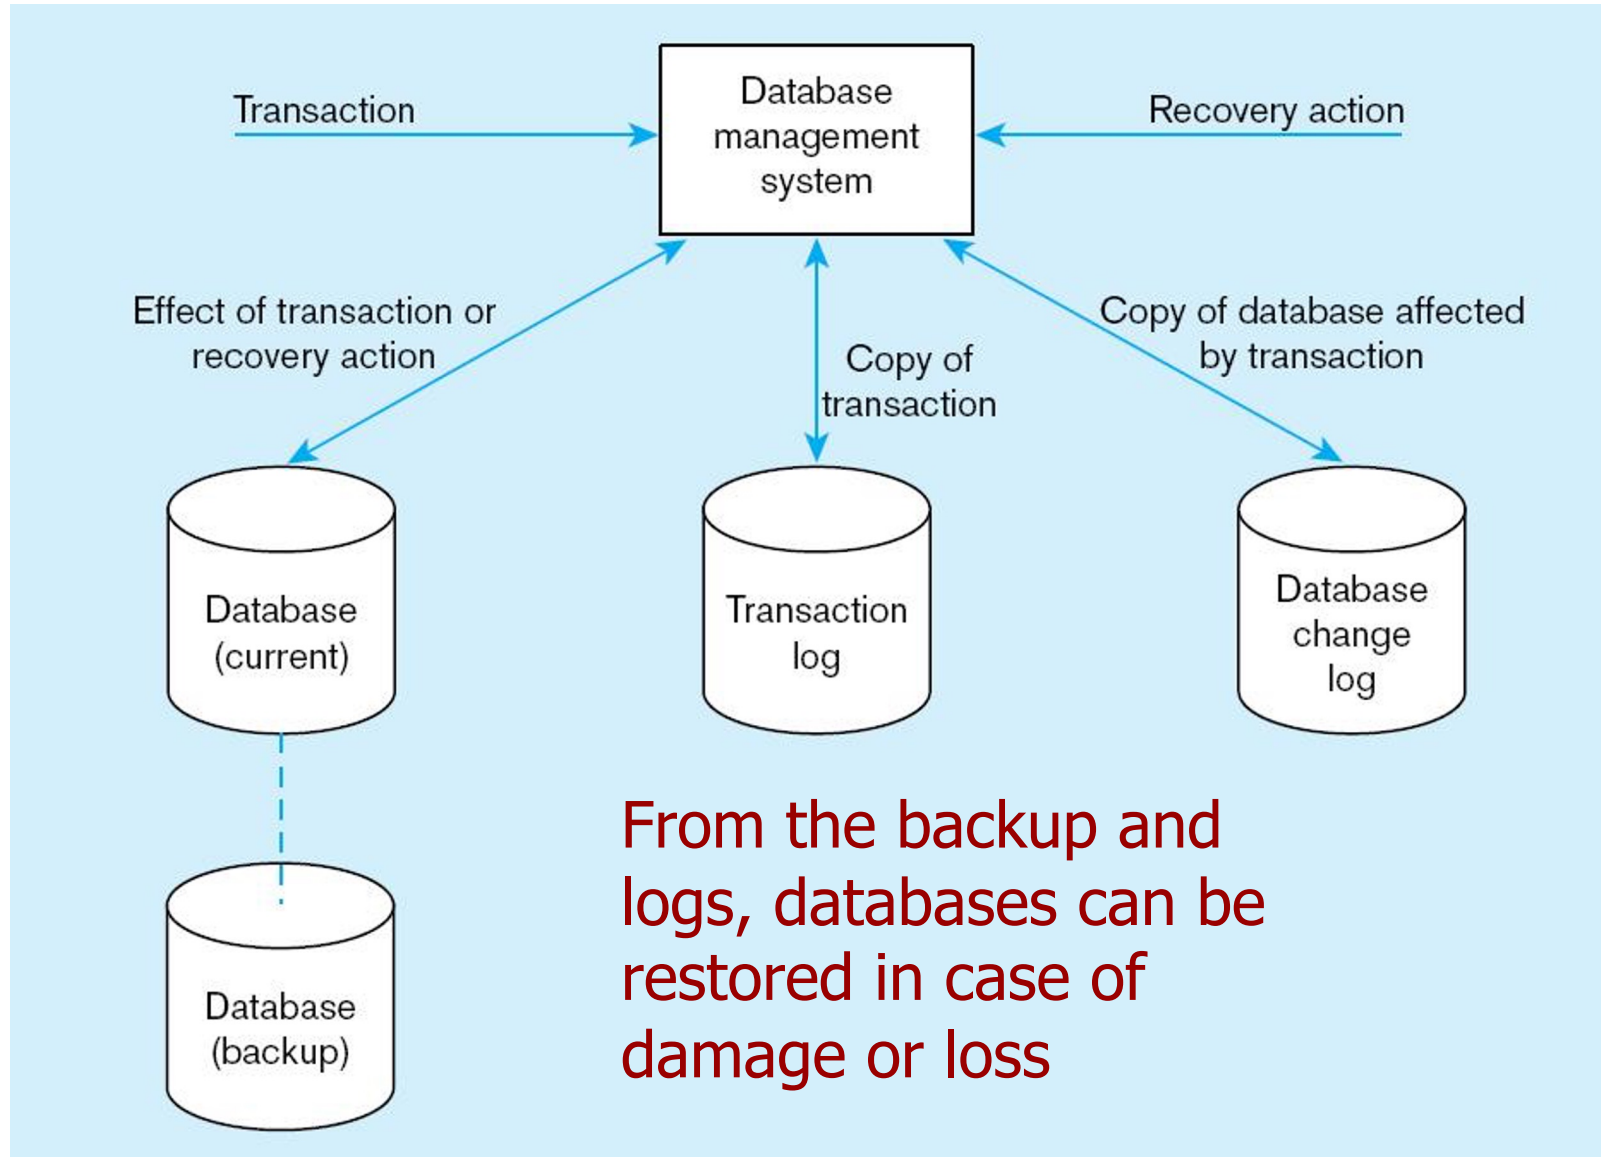 Database
management
system
Transaction
Recovery action
Effect of transaction or
recovery action
Copy of
transaction
Copy of database affected
by transaction
Database
(current)
Transaction
log
Database
change
log
Database
(backup)
From the backup and
logs, databases can be
restored in case of
damage or loss